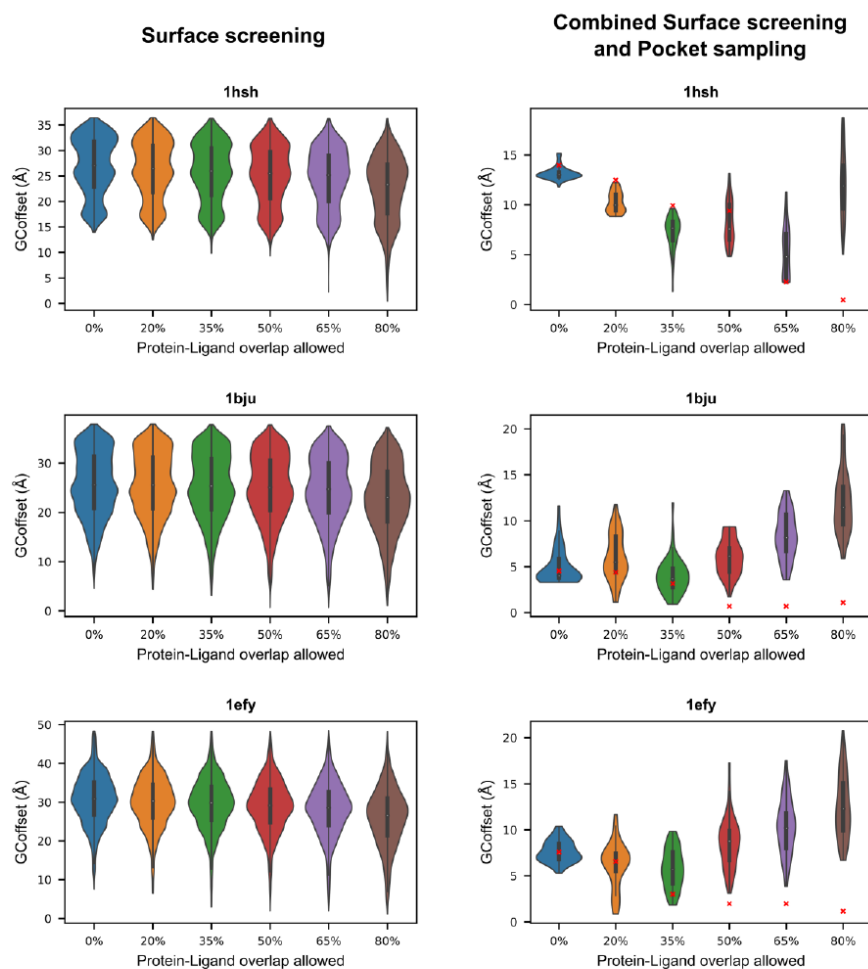 Surface screening
Combined Surface screening
and Pocket sampling
1hsh
35
30
25
20
15
10
5
0
GCoffset (Å)
0% 20% 35% 50% 65% 80%
Protein-Ligand overlap allowed
1hsh
15
10
5
0
GCoffset (Å)
0% 20% 35% 50% 65% 80%
Protein-Ligand overlap allowed
1bju
30
20
10
0
GCoffset (Å)
0% 20% 35% 50% 65% 80%
Protein-Ligand overlap allowed
1bju
20
15
10
5
0
GCoffset (Å)
0% 20% 35% 50% 65% 80%
Protein-Ligand overlap allowed
1efy
50
40
30
20
10
0
GCoffset (Å)
0% 20% 35% 50% 65% 80%
Protein-Ligand overlap allowed
1efy
20
15
10
5
0
GCoffset (Å)
0% 20% 35% 50% 65% 80%
Protein-Ligand overlap allowed